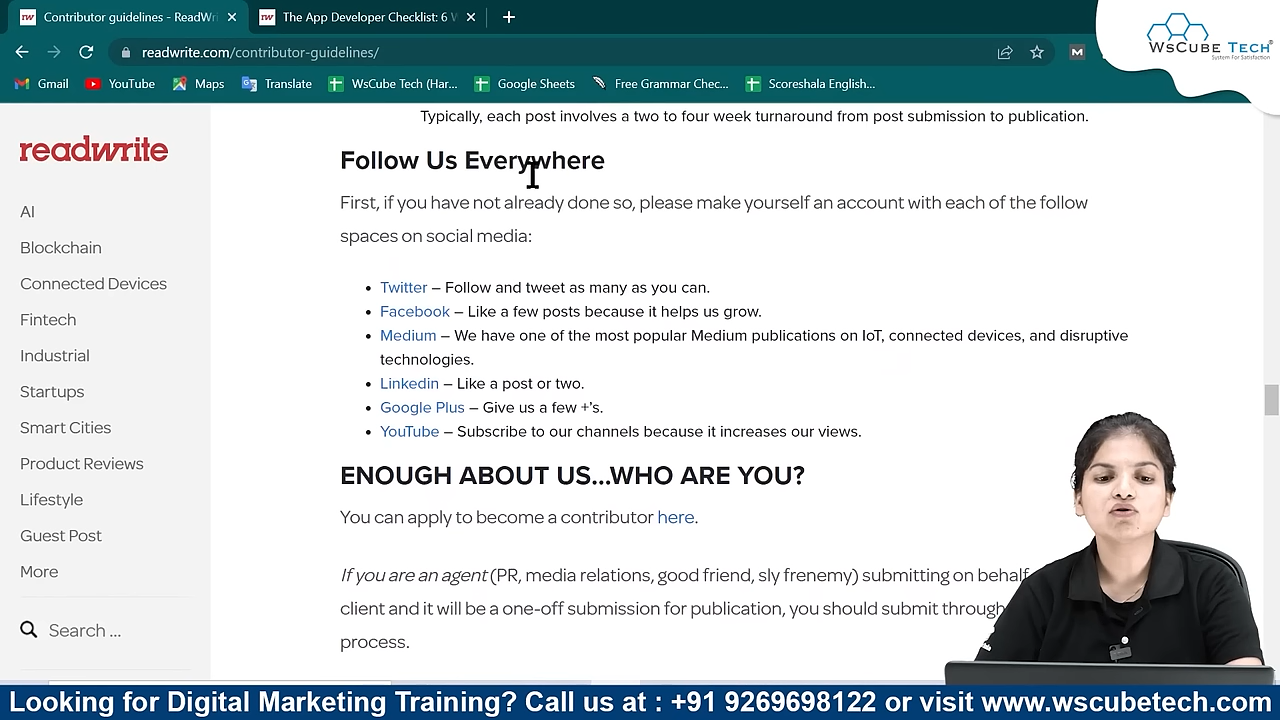 Contributor guidelines - ReadWri
The App Developer Checklist: 6 W
readwrite.com/contributor-guidelines/
M
WsCube Tech
System For Satisfaction
Gmail
YouTube
Maps
Translate
WsCube Tech (Har...
Google Sheets
Free Grammar Chec...
Scoreshala English...
readwrite
AI
Blockchain
Connected Devices
Fintech
Industrial
Startups
Smart Cities
Product Reviews
Lifestyle
Guest Post
More
Search ...
Typically, each post involves a two to four week turnaround from post submission to publication.
Follow Us Everywhere
First, if you have not already done so, please make yourself an account with each of the follow
spaces on social media:
• Twitter – Follow and tweet as many as you can.
• Facebook – Like a few posts because it helps us grow.
• Medium – We have one of the most popular Medium publications on IoT, connected devices, and disruptive
technologies.
• Linkedin – Like a post or two.
• Google Plus – Give us a few +’s.
• YouTube – Subscribe to our channels because it increases our views.
ENOUGH ABOUT US...WHO ARE YOU?
You can apply to become a contributor here.
If you are an agent (PR, media relations, good friend, sly frenemy) submitting on behalf
client and it will be a one-off submission for publication, you should submit through
process.
Looking for Digital Marketing Training? Call us at : +91 9269698122 or visit www.wscubetech.com